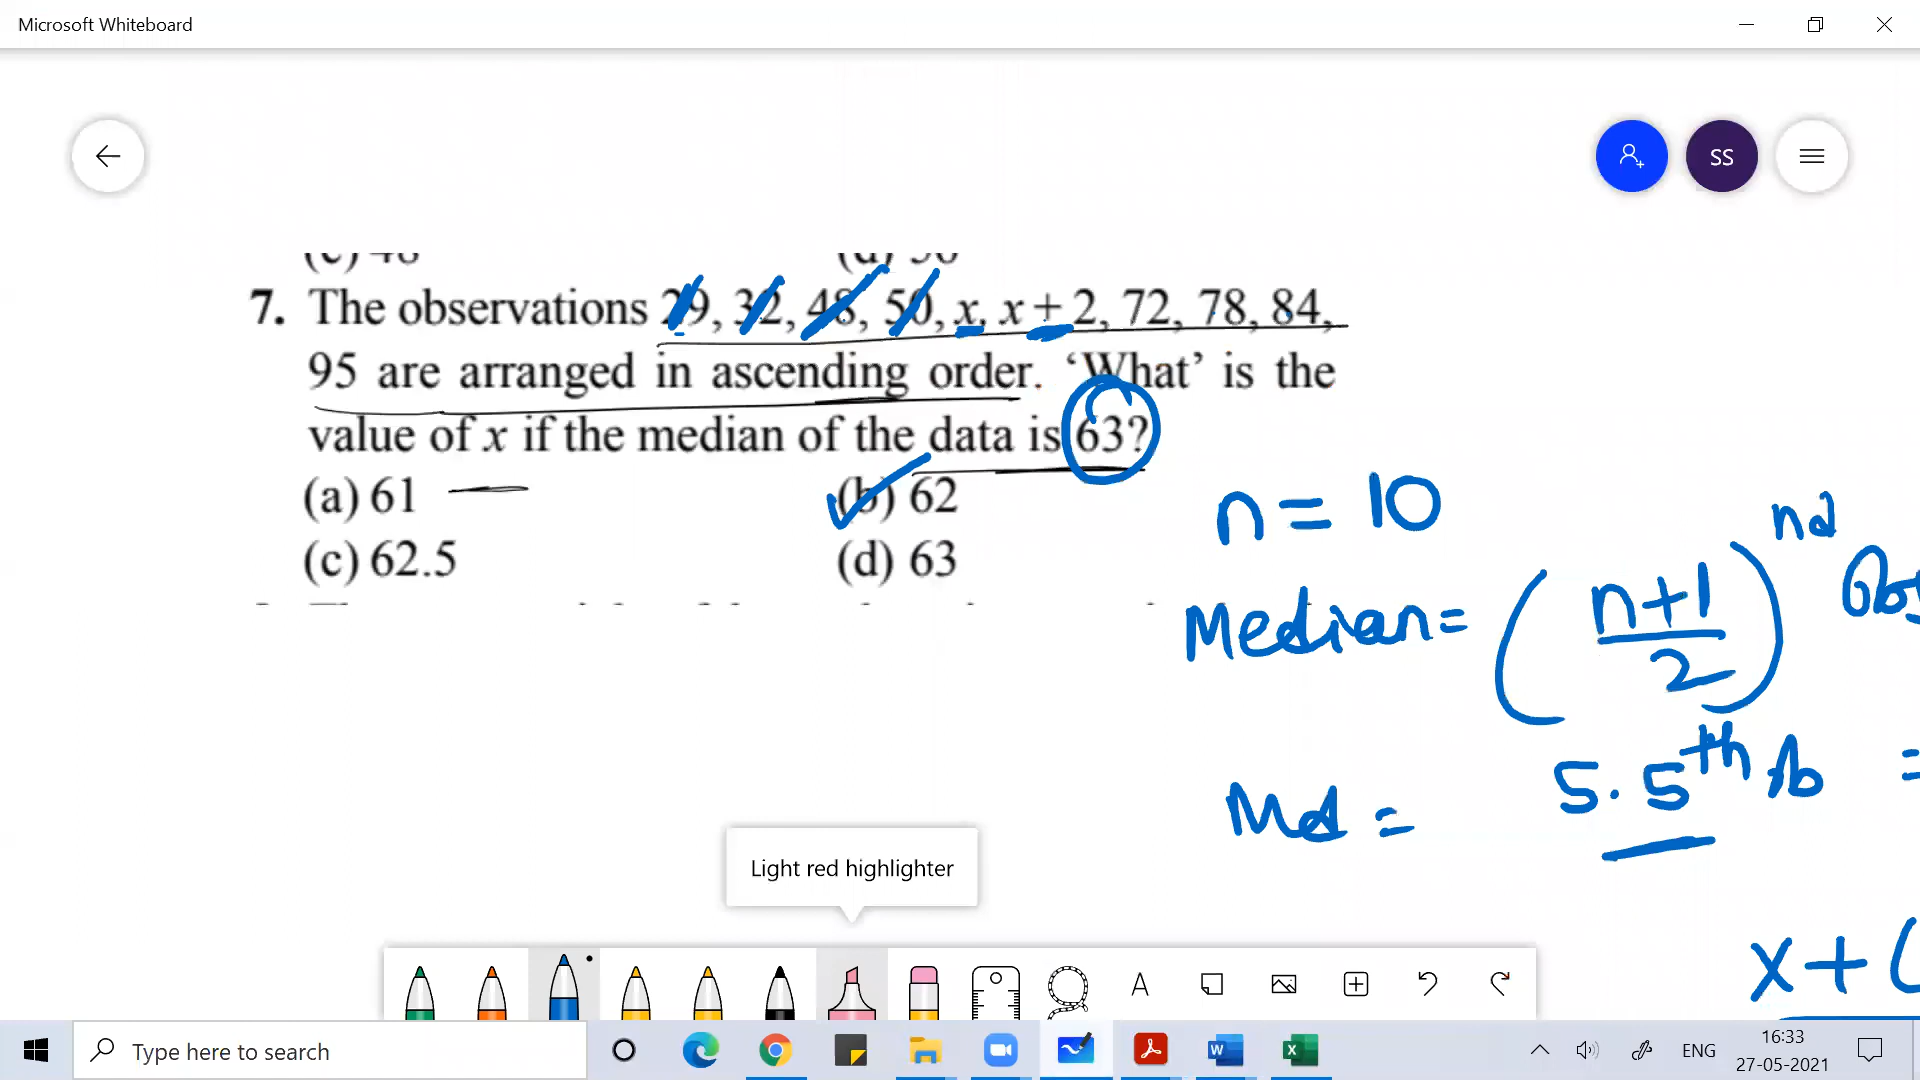 Microsoft Whiteboard
SS
7. The observations 29, 32, 48, 50, x, x + 2, 72, 78, 84,
95 are arranged in ascending order. ‘What’ is the
value of x if the median of the data is 63?
(a) 61 (b) 62
(c) 62.5 (d) 63
n = 10
Median = (n+1/2)nd
Md = 5.5th
x + (
Light red highlighter
A
Type here to search
ENG
16:33
27-05-2021